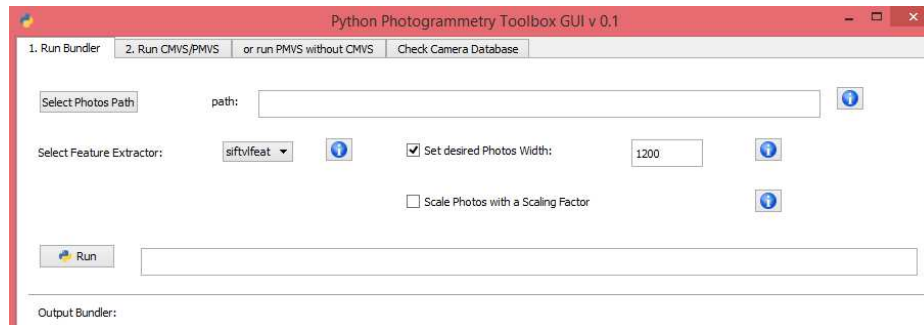 Python Photogrammetry Toolbox GUI v 0.1
1. Run Bundler 2. Run CMVS/PMVS or run PMVS without CMVS Check Camera Database
Select Photos Path path:
Select Feature Extractor: siftvlfeat Set desired Photos Width: 1200
Scale Photos with a Scaling Factor
Run
Output Bundler: